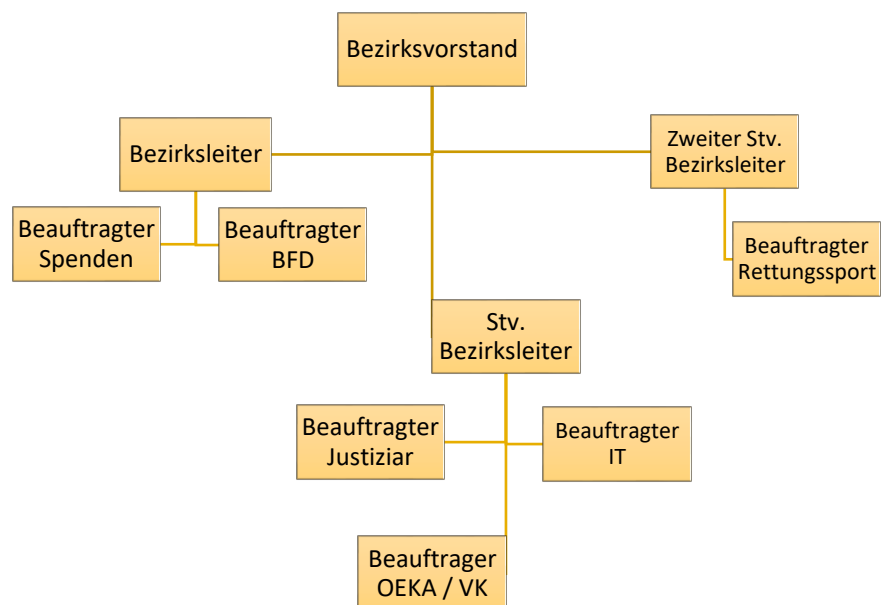 Bezirksvorstand
Bezirksleiter
Zweiter Stv.
Bezirksleiter
Beauftragter
Spenden
Beauftragter
BFD
Beauftragter
Rettungssport
Stv.
Bezirksleiter
Beauftragter
Justiziar
Beauftragter
IT
Beauftrager
OEKA / VK